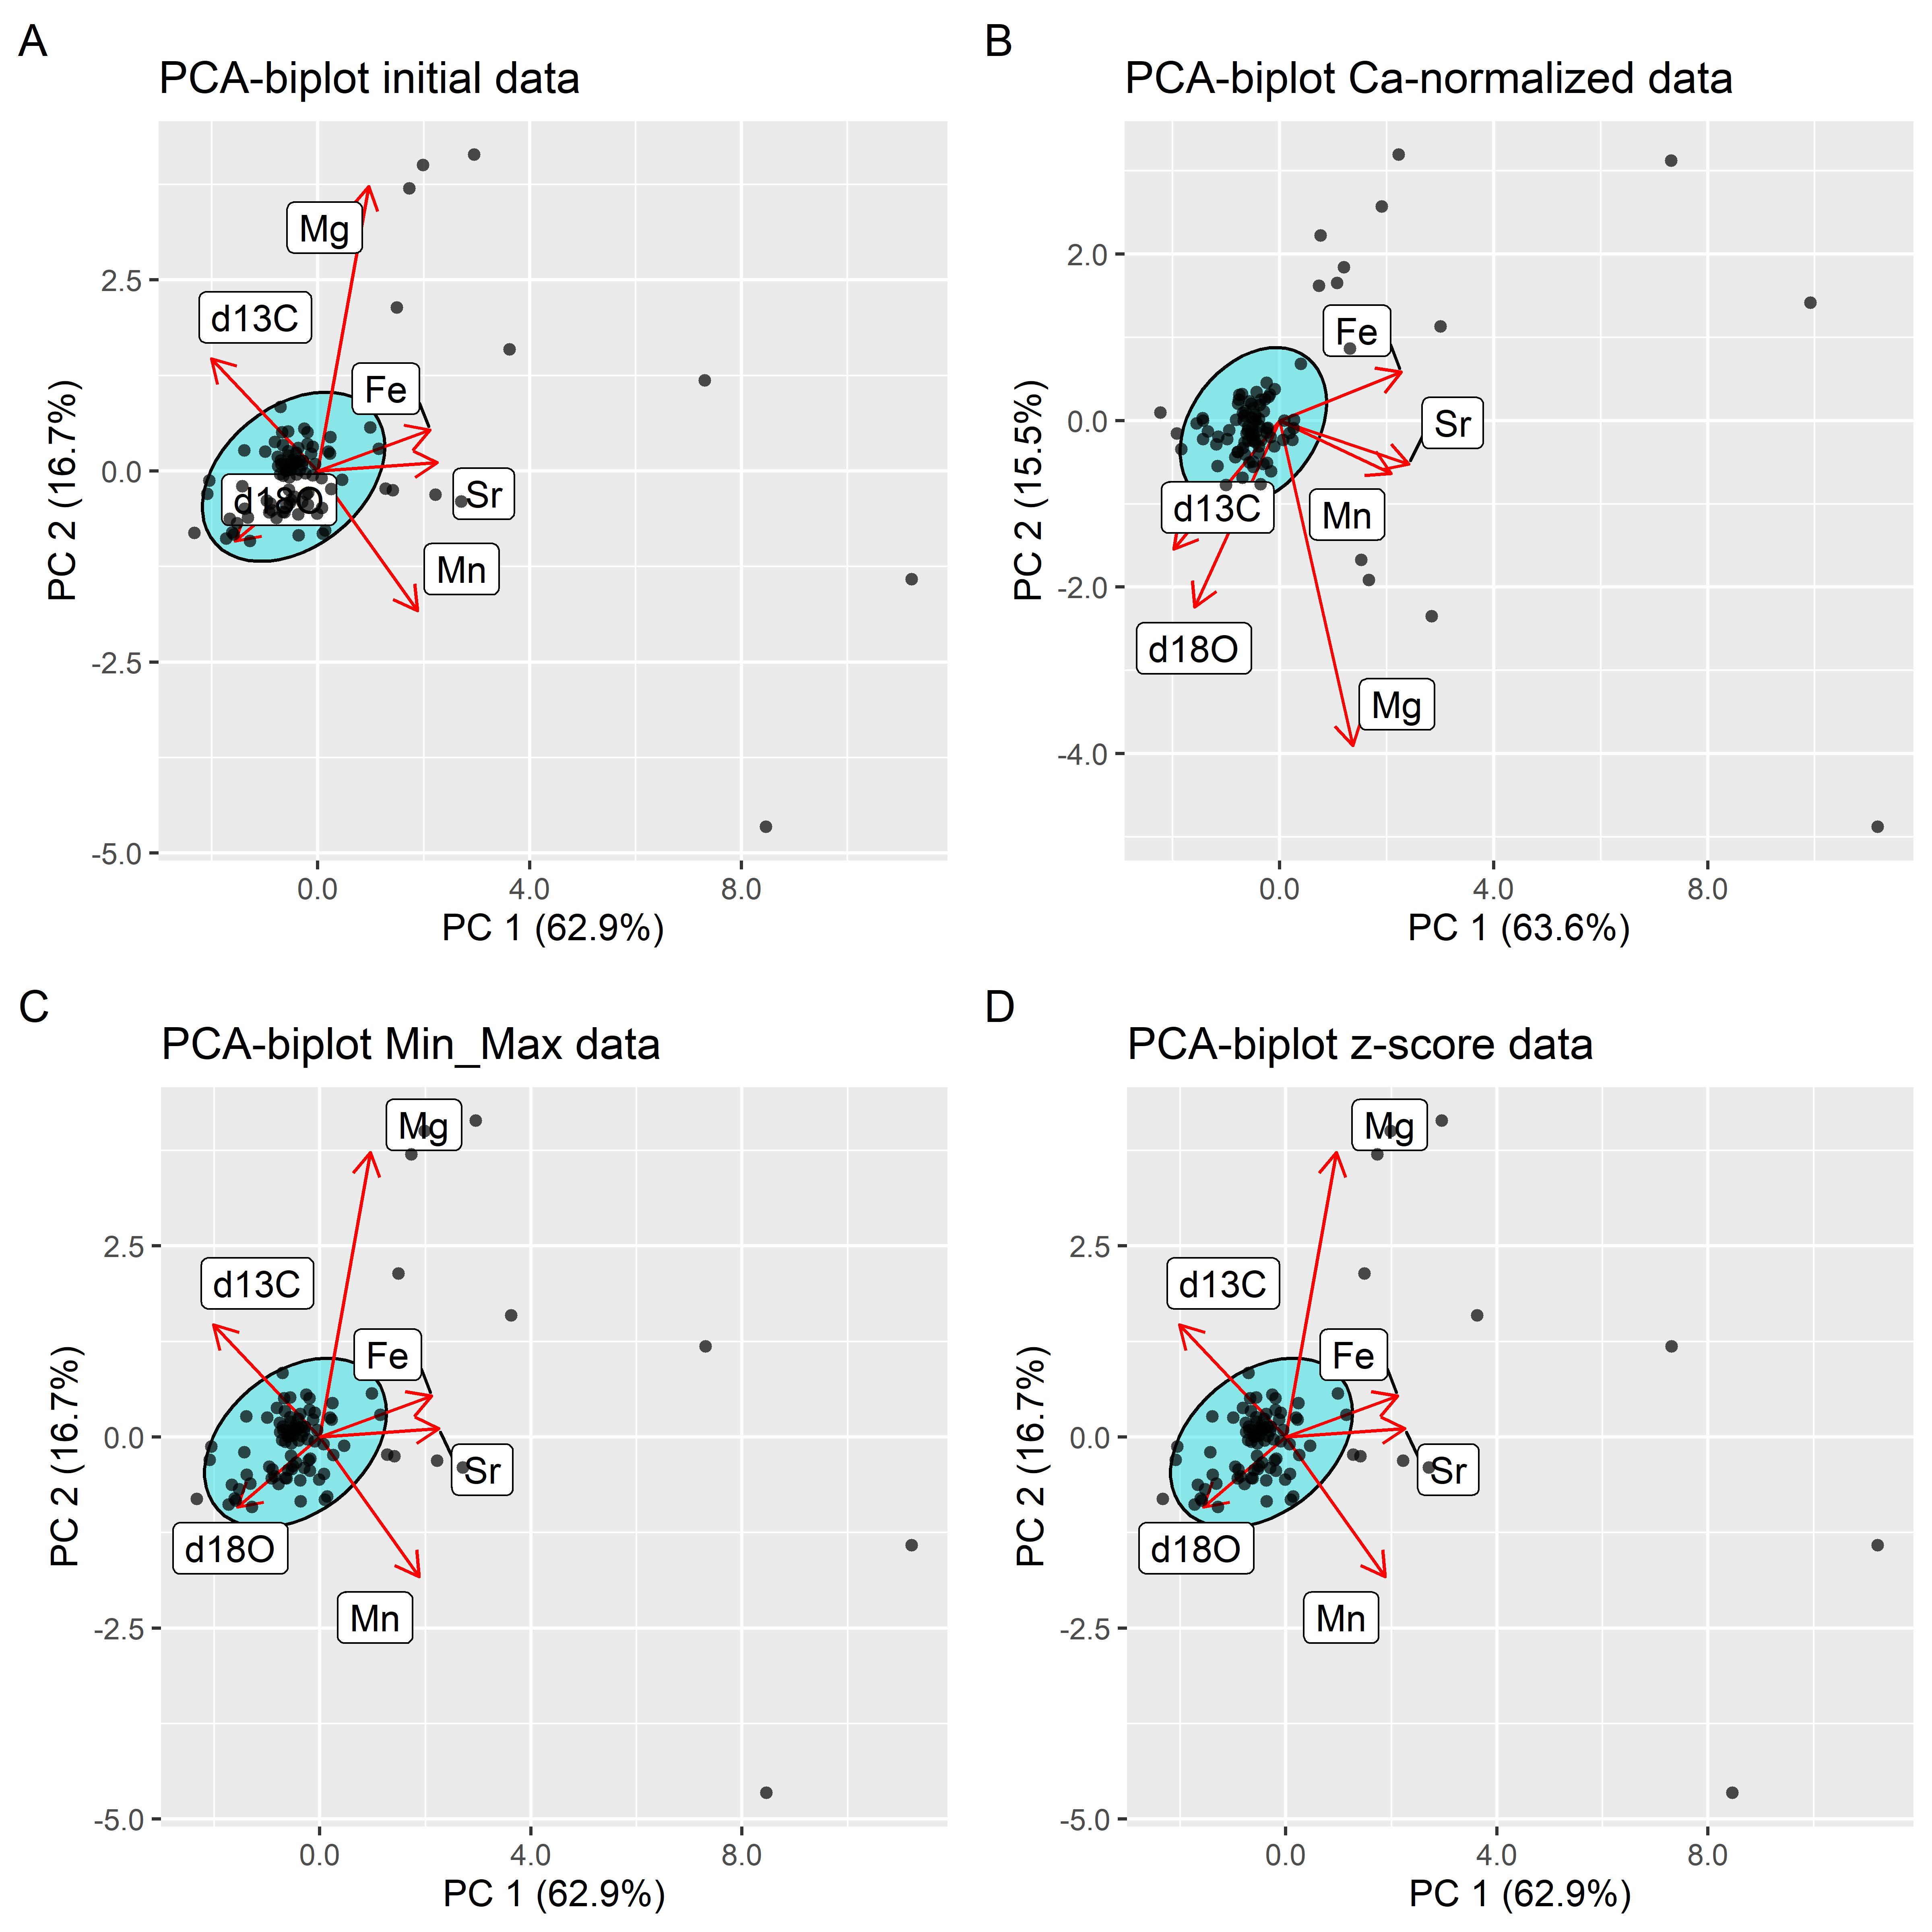 A
PCA-biplot initial data
Mg
d13C
Fe
d18O
Sr
Mn
2.5
0.0
-2.5
-5.0
PC 2 (16.7%)
0.0 4.0 8.0
PC 1 (62.9%)
B
PCA-biplot Ca-normalized data
Fe
Sr
d13C
Mn
d18O
Mg
2.0
0.0
-2.0
-4.0
PC 2 (15.5%)
0.0 4.0 8.0
PC 1 (63.6%)
C
PCA-biplot Min_Max data
Mg
d13C
Fe
Sr
d18O
Mn
2.5
0.0
-2.5
-5.0
PC 2 (16.7%)
0.0 4.0 8.0
PC 1 (62.9%)
D
PCA-biplot z-score data
Mg
d13C
Fe
Sr
d18O
Mn
2.5
0.0
-2.5
-5.0
PC 2 (16.7%)
0.0 4.0 8.0
PC 1 (62.9%)